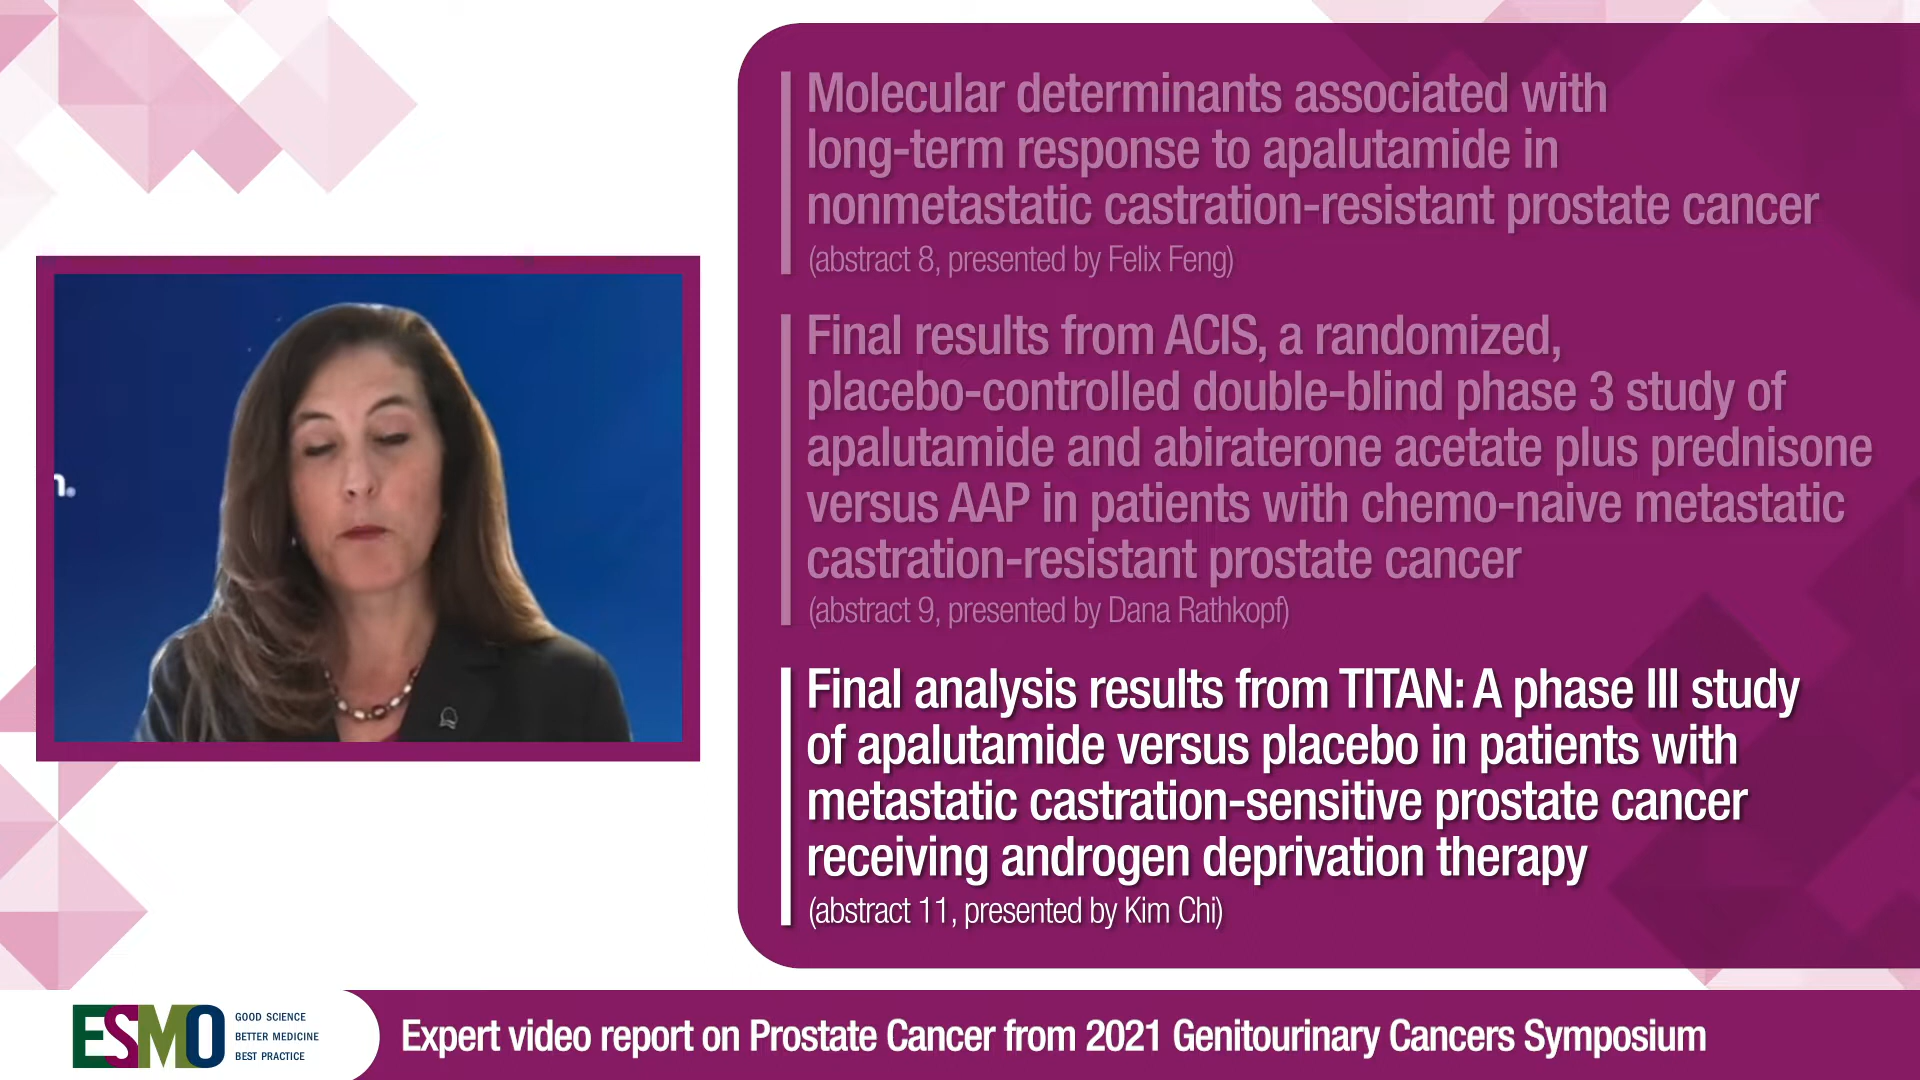 Molecular determinants associated with
long-term response to apalutamide in
nonmetastatic castration-resistant prostate cancer
(abstract 8, presented by Felix Feng)
Final results from ACIS, a randomized,
placebo-controlled double-blind phase 3 study of
apalutamide and abiraterone acetate plus prednisone
versus AAP in patients with chemo-naive metastatic
castration-resistant prostate cancer
(abstract 9, presented by Dana Rathkopf)
Final analysis results from TITAN: A phase III study
of apalutamide versus placebo in patients with
metastatic castration-sensitive prostate cancer
receiving androgen deprivation therapy
(abstract 11, presented by Kim Chi)
ESMO
GOOD SCIENCE
BETTER MEDICINE
BEST PRACTICE
Expert video report on Prostate Cancer from 2021 Genitourinary Cancers Symposium